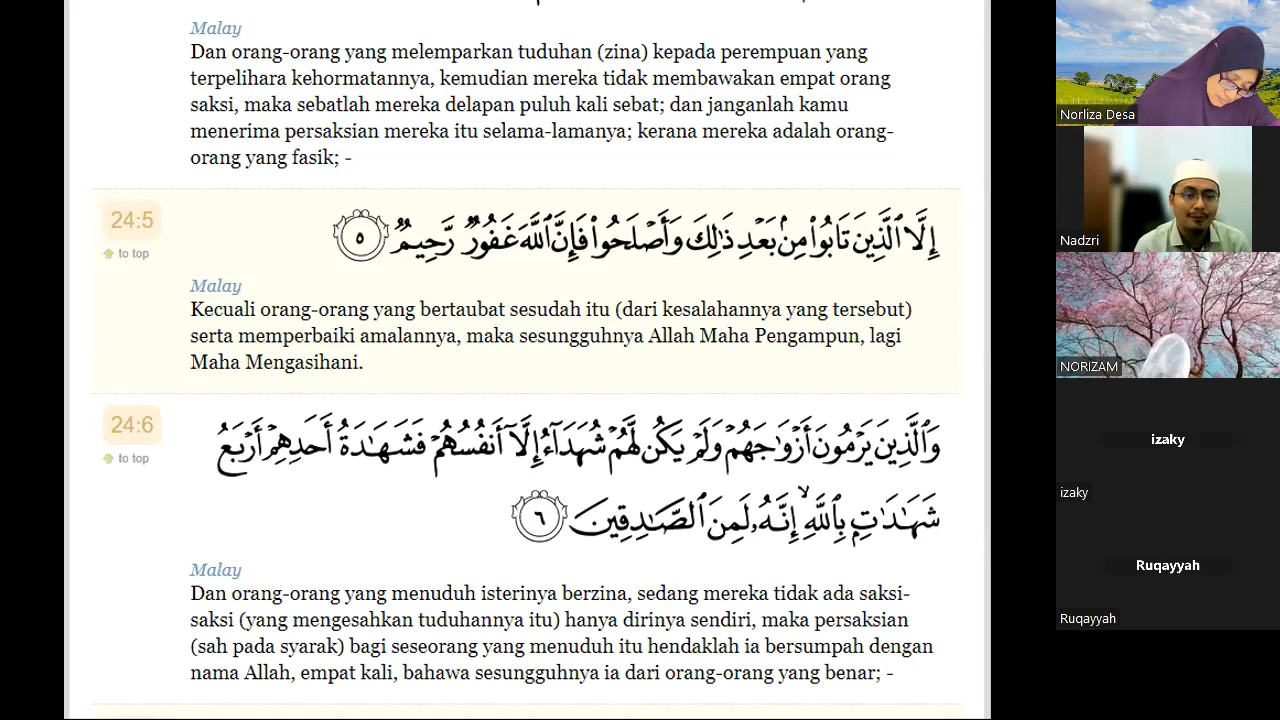 Malay
Dan orang-orang yang melemparkan tuduhan (zina) kepada perempuan yang
terpelihara kehormatannya, kemudian mereka tidak membawakan empat orang
saksi, maka sebatlah mereka delapan puluh kali sebat; dan janganlah kamu
menerima persaksian mereka itu selama-lamanya; kerana mereka adalah orang-
orang yang fasik; -
24:5
to top
إِلَّا ٱلَّذِينَ تَابُوا۟ مِنۢ بَعْدِ ذَٰلِكَ وَأَصْلَحُوا۟ فَإِنَّ ٱللَّهَ غَفُورٌ رَّحِيمٌ ٥
Malay
Kecuali orang-orang yang bertaubat sesudah itu (dari kesalahannya yang tersebut)
serta memperbaiki amalannya, maka sesungguhnya Allah Maha Pengampun, lagi
Maha Mengasihani.
24:6
to top
وَٱلَّذِينَ يَرْمُونَ أَزْوَٰجَهُمْ وَلَمْ يَكُن لَّهُمْ شُهَدَآءُ إِلَّآ أَنفُسُهُمْ فَشَهَٰدَةُ أَحَدِهِمْ أَرْبَعُ
شَهَٰدَٰتٍۭ بِٱللَّهِ ۙ إِنَّهُۥ لَمِنَ ٱلصَّٰدِقِينَ ٦
Malay
Dan orang-orang yang menuduh isterinya berzina, sedang mereka tidak ada saksi-
saksi (yang mengesahkan tuduhannya itu) hanya dirinya sendiri, maka persaksian
(sah pada syarak) bagi seseorang yang menuduh itu hendaklah ia bersumpah dengan
nama Allah, empat kali, bahawa sesungguhnya ia dari orang-orang yang benar; -
Norliza Desa
Nadzri
NORIZAM
izaky
izaky
Ruqayyah
Ruqayyah